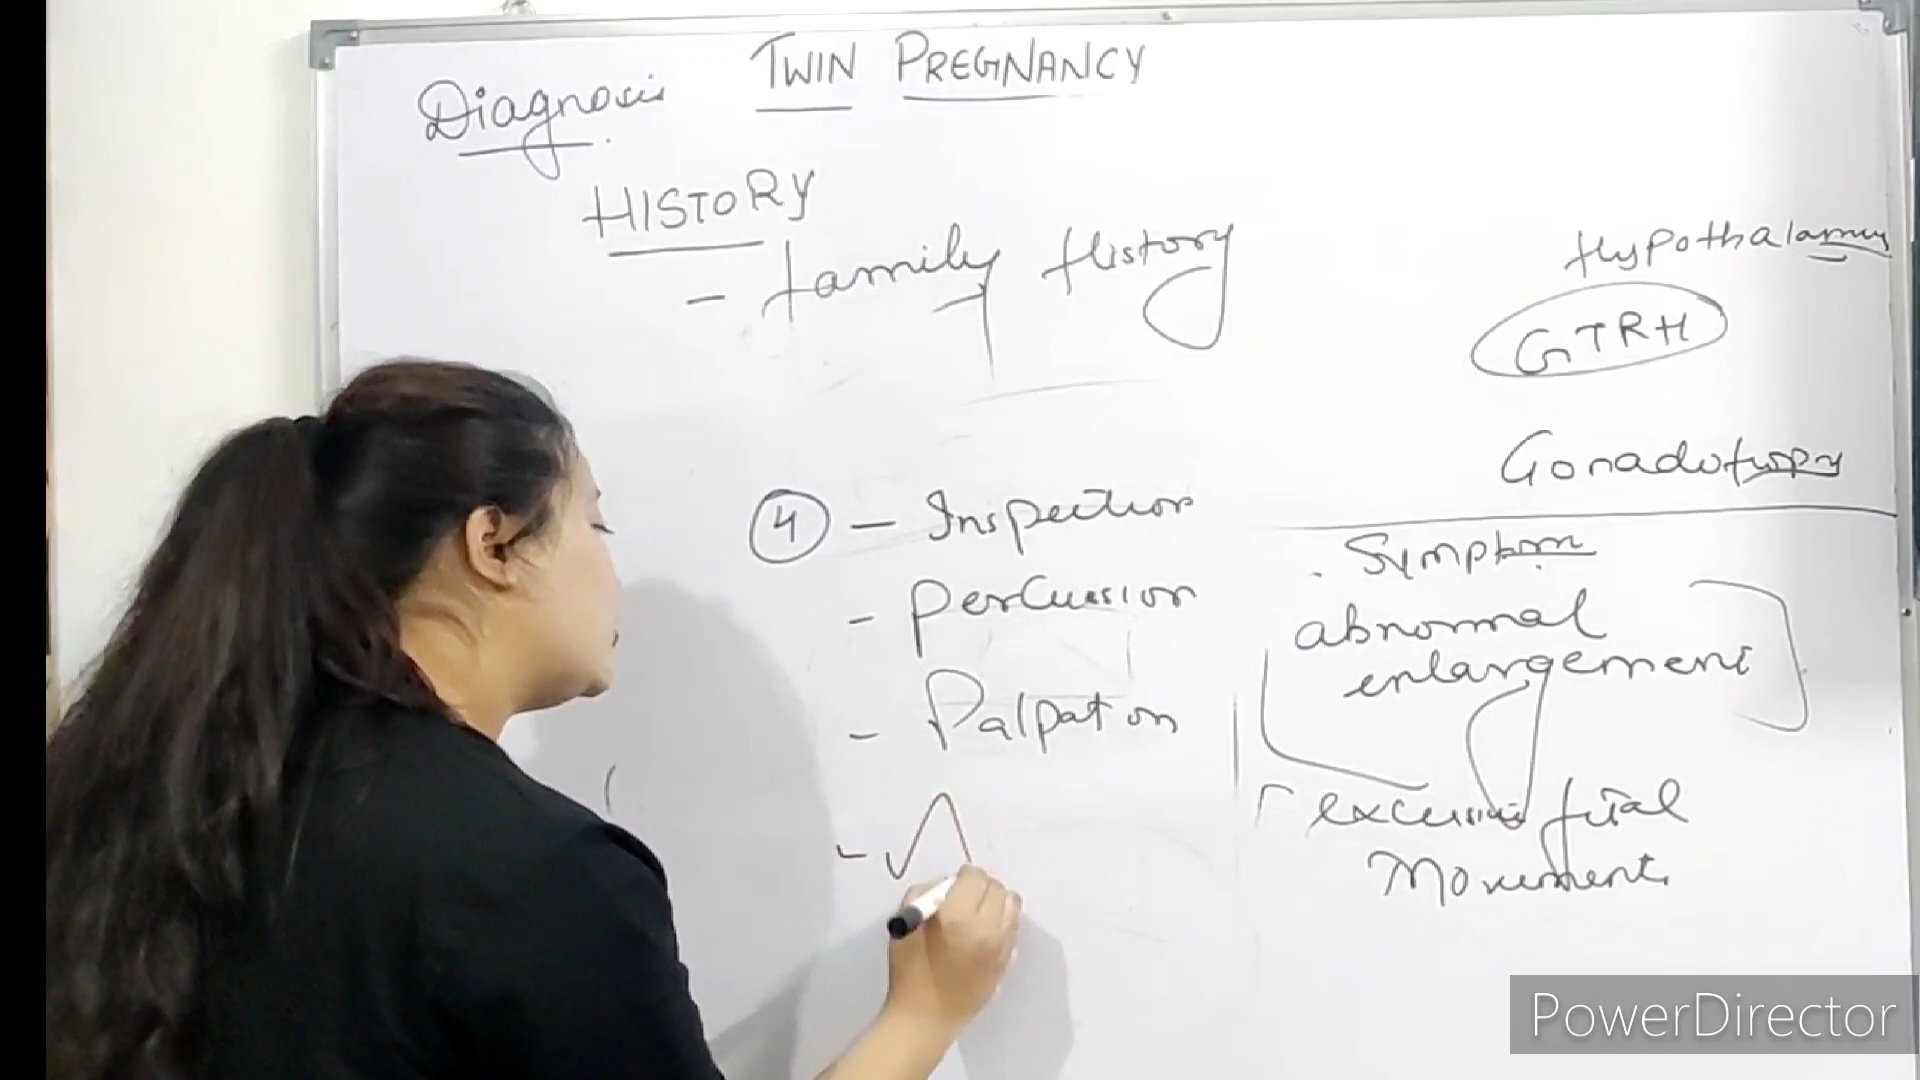 TWIN PREGNANCY
Diagnosis
HISTORY
- family History
Hypothalamus
GTRH
Gonadotropy
4 - Inspection
- Percussion
- Palpaton
. Symptom
abnormal
enlargement
excessive fetal
Movement
PowerDirector